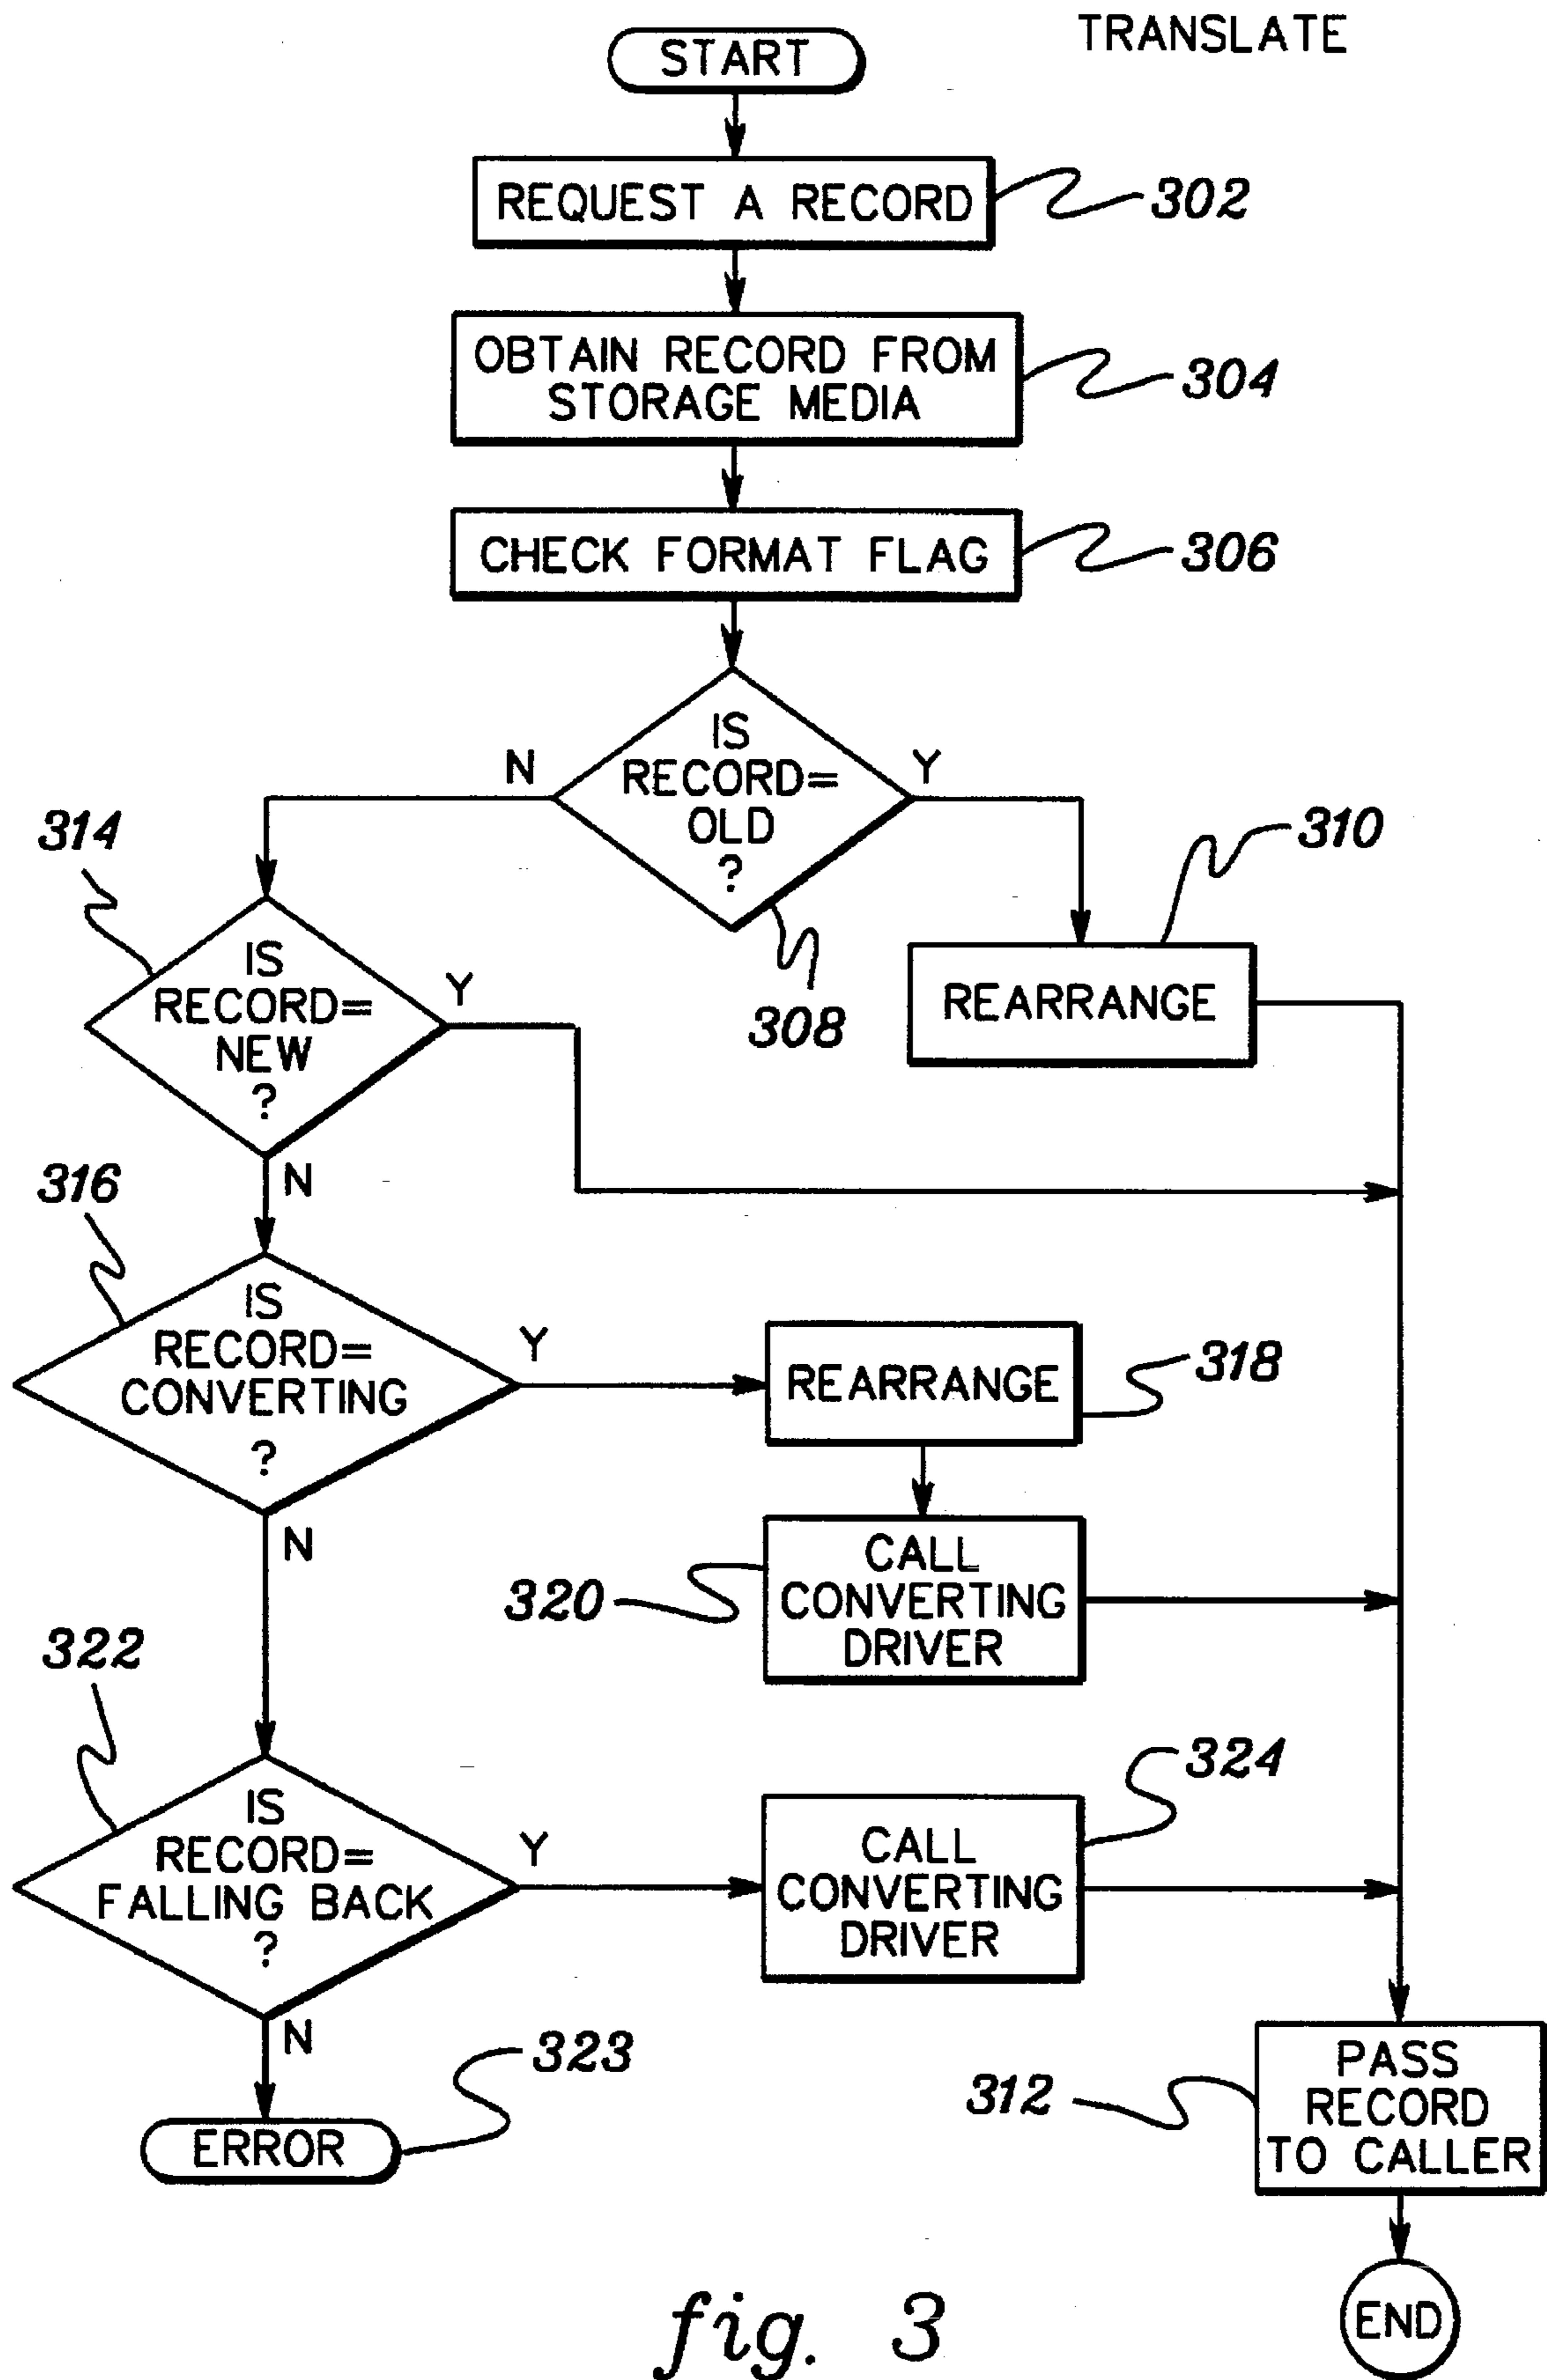 TRANSLATE
START
REQUEST A RECORD
302
OBTAIN RECORD FROM
STORAGE MEDIA
304
CHECK FORMAT FLAG
306
IS
RECORD=
OLD
?
N
Y
308
310
REARRANGE
314
IS
RECORD=
NEW
?
Y
N
316
IS
RECORD=
CONVERTING
?
Y
N
REARRANGE
318
CALL
CONVERTING
DRIVER
320
322
IS
RECORD=
FALLING BACK
?
Y
N
CALL
CONVERTING
DRIVER
324
ERROR
323
PASS
RECORD
TO CALLER
312
END
fig. 3